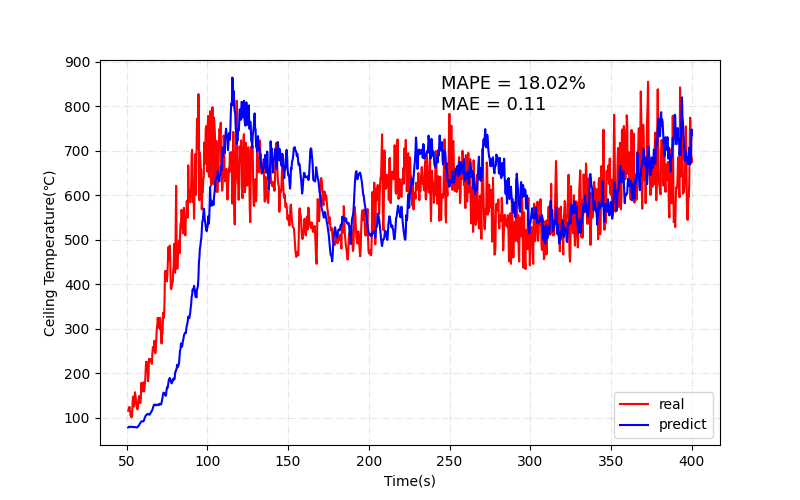 MAPE = 18.02%
MAE = 0.11
Ceiling Temperature(℃)
900
800
700
600
500
400
300
200
100
50 100 150 200 250 300 350 400
Time(s)
real
predict